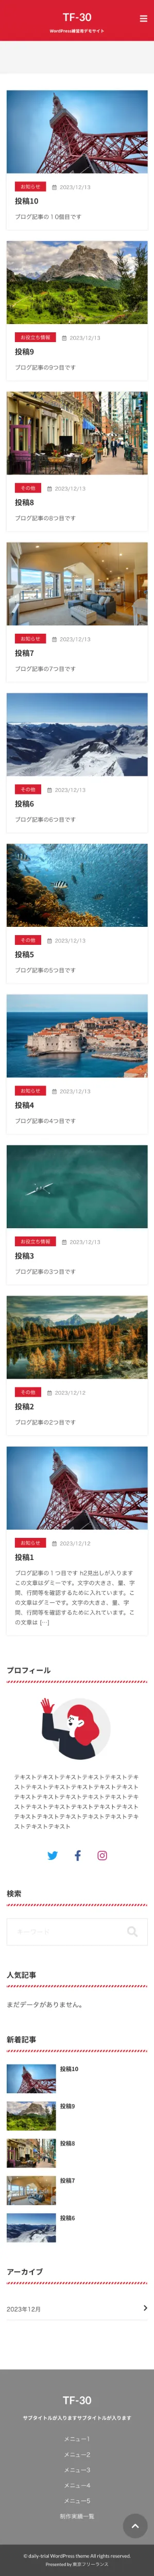 TF-30
WordPress練習用デモサイト
お知らせ 2023/12/13
投稿10
ブログ記事の10個目です
お役立ち情報 2023/12/13
投稿9
ブログ記事の9つ目です
その他 2023/12/13
投稿8
ブログ記事の8つ目です
お知らせ 2023/12/13
投稿7
ブログ記事の7つ目です
その他 2023/12/13
投稿6
ブログ記事の6つ目です
その他 2023/12/13
投稿5
ブログ記事の5つ目です
お知らせ 2023/12/13
投稿4
ブログ記事の4つ目です
お役立ち情報 2023/12/13
投稿3
ブログ記事の3つ目です
その他 2023/12/12
投稿2
ブログ記事の2つ目です
お知らせ 2023/12/12
投稿1
ブログ記事の1つ目です h2見出しが入ります
この文章はダミーです。文字の大きさ、量、字
間、行間等を確認するために入れています。こ
の文章はダミーです。文字の大きさ、量、字
間、行間等を確認するために入れています。こ
の文章は […]
プロフィール
テキストテキストテキストテキストテキストテキ
ストテキストテキストテキストテキストテキスト
テキストテキストテキストテキストテキストテキ
ストテキストテキストテキストテキストテキスト
テキストテキストテキストテキストテキストテキ
ストテキストテキスト
検索
キーワード
人気記事
まだデータがありません。
新着記事
投稿10
投稿9
投稿8
投稿7
投稿6
アーカイブ
2023年12月
TF-30
サブタイトルが入りますサブタイトルが入ります
メニュー1
メニュー2
メニュー3
メニュー4
メニュー5
制作実績一覧
© daily-trial WordPress theme All rights reserved.
Presented by 東京フリーランス